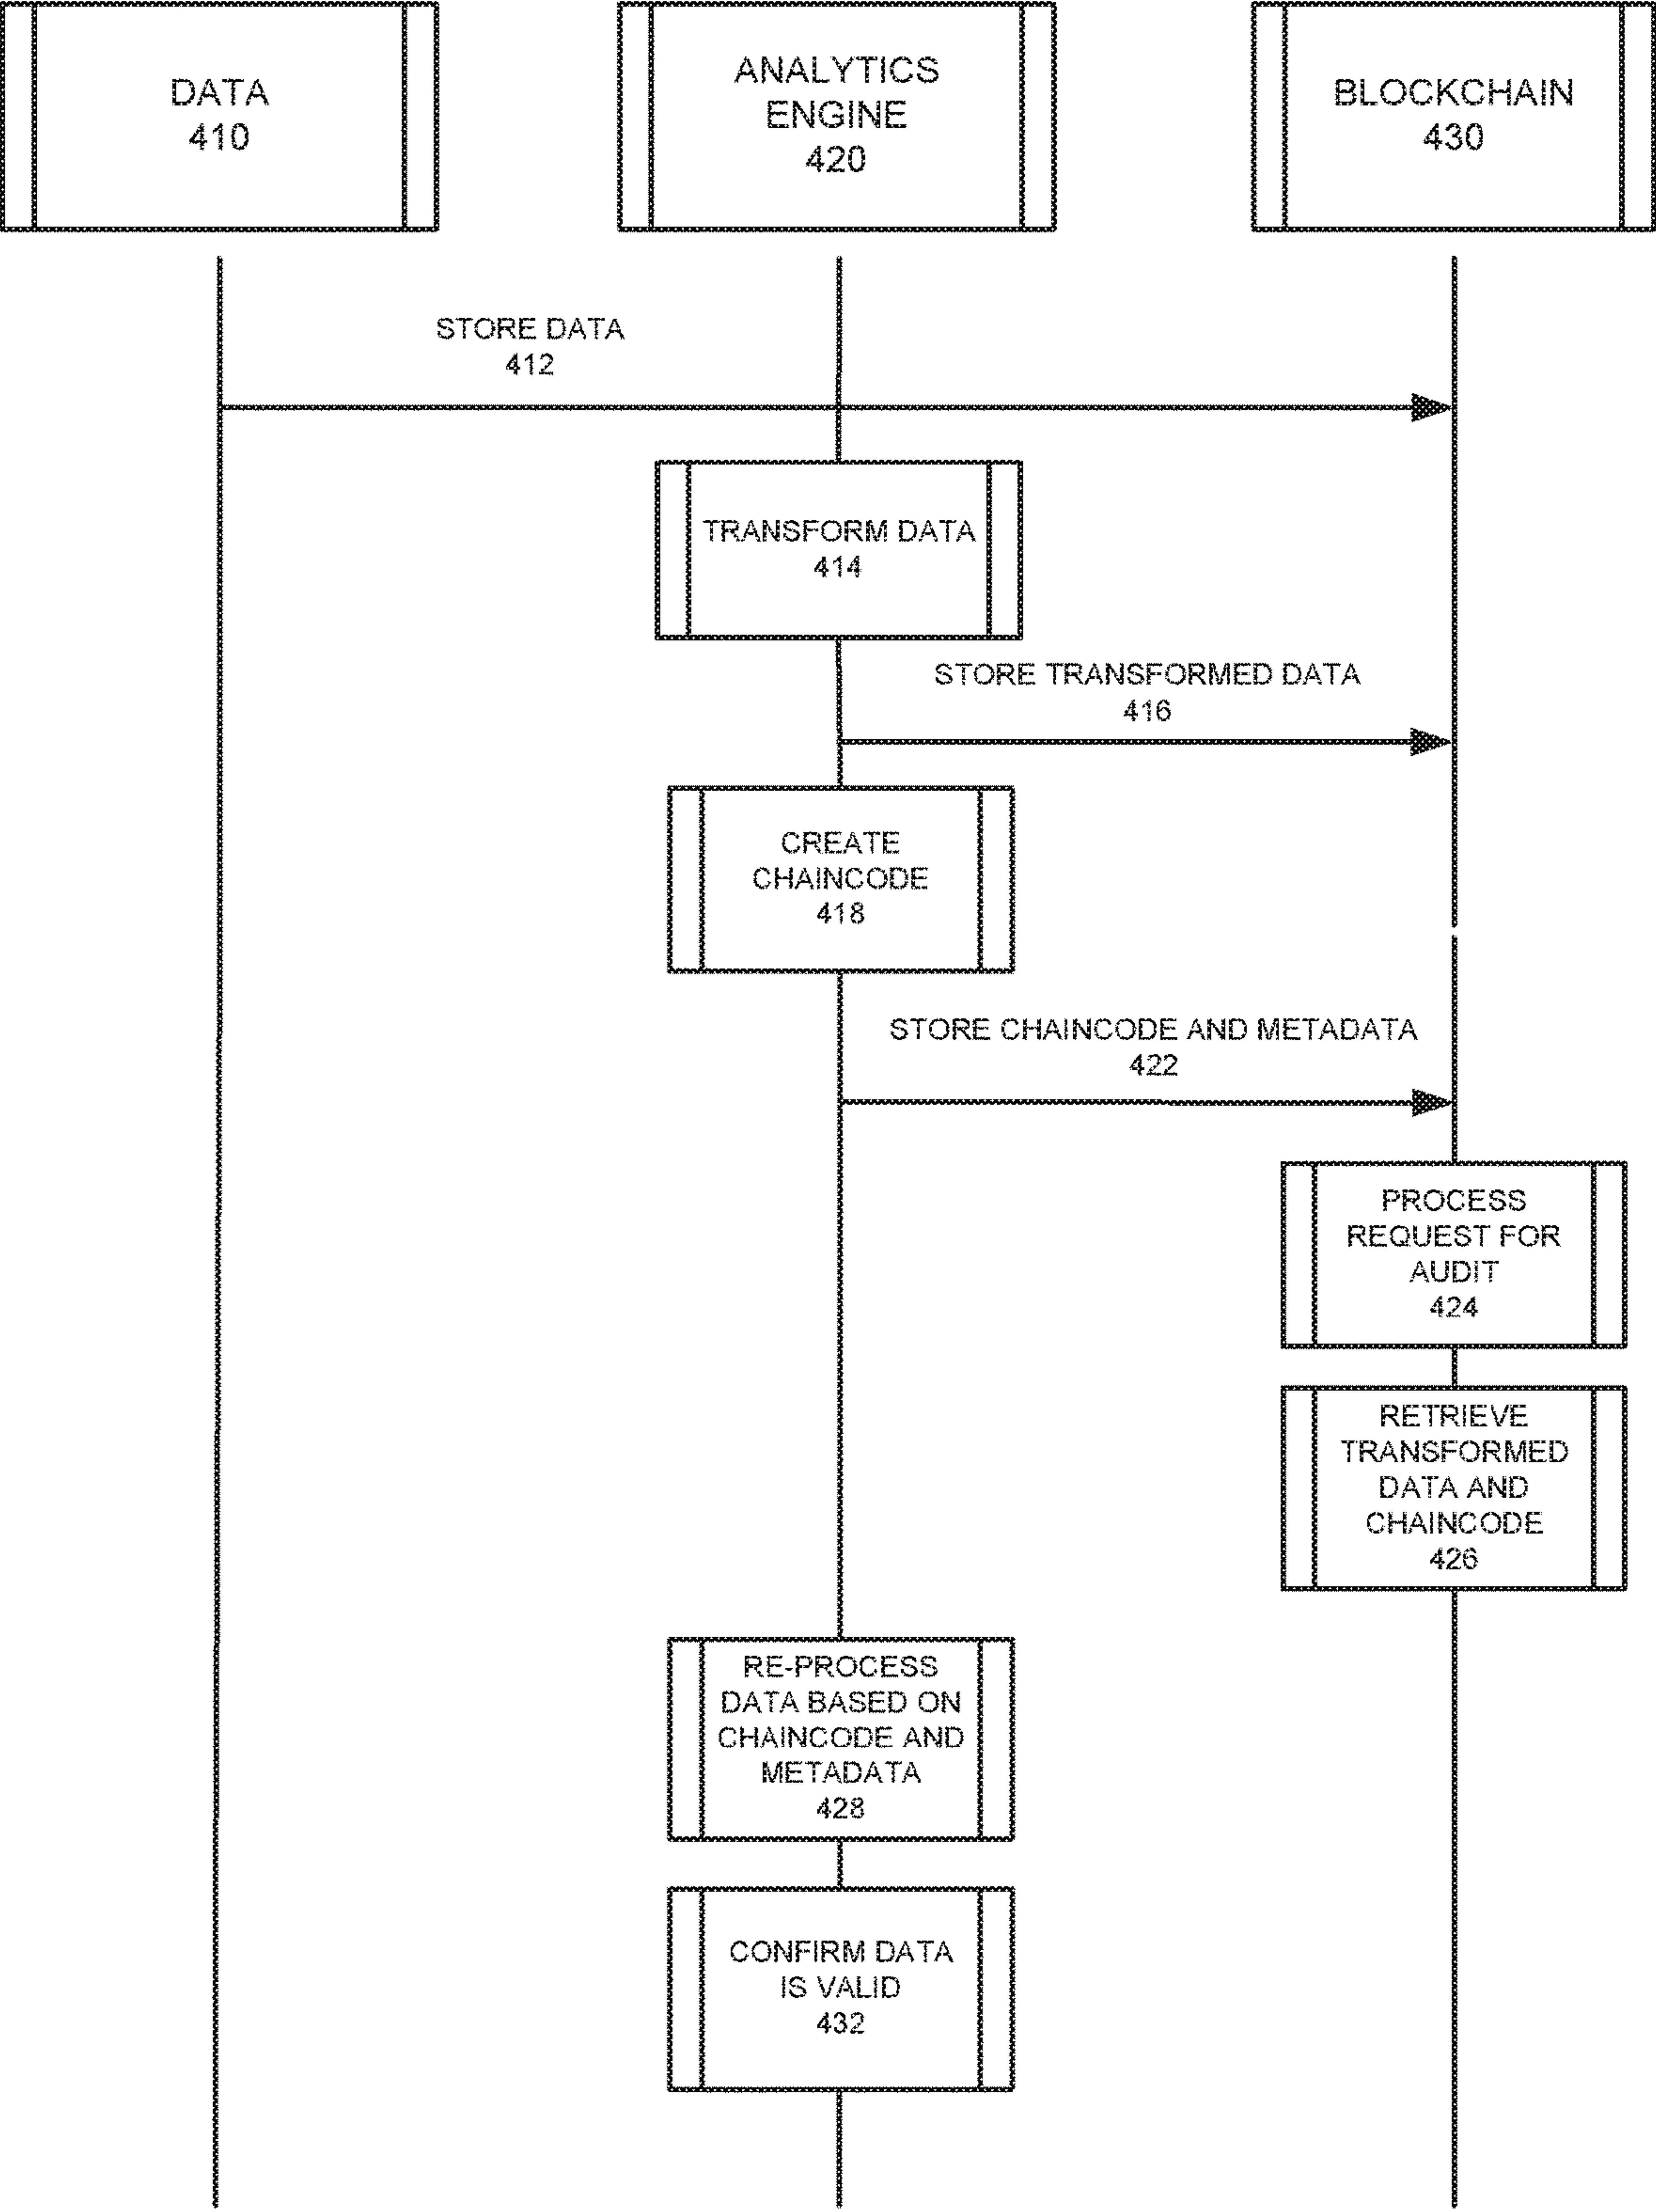 DATA
410
ANALYTICS
ENGINE
420
BLOCKCHAIN
430
STORE DATA
412
TRANSFORM DATA
414
STORE TRANSFORMED DATA
416
CREATE
CHAINCODE
418
STORE CHAINCODE AND METADATA
422
PROCESS
REQUEST FOR
AUDIT
424
RETRIEVE
TRANSFORMED
DATA AND
CHAINCODE
426
RE-PROCESS
DATA BASED ON
CHAINCODE AND
METADATA
428
CONFIRM DATA
IS VALID
432